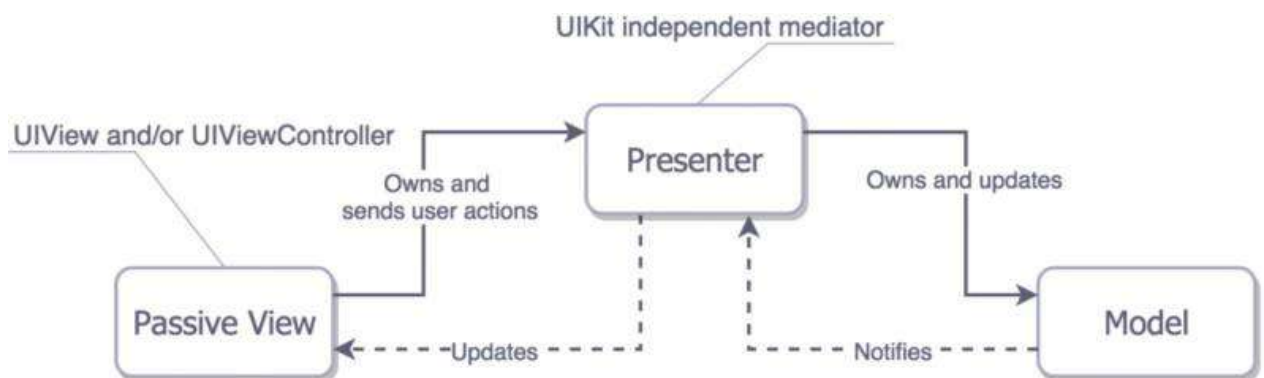 UIKit independent mediator
UIView and/or UIViewController
Presenter
Owns and
sends user actions
Owns and updates
Passive View
Model
Updates
Notifies